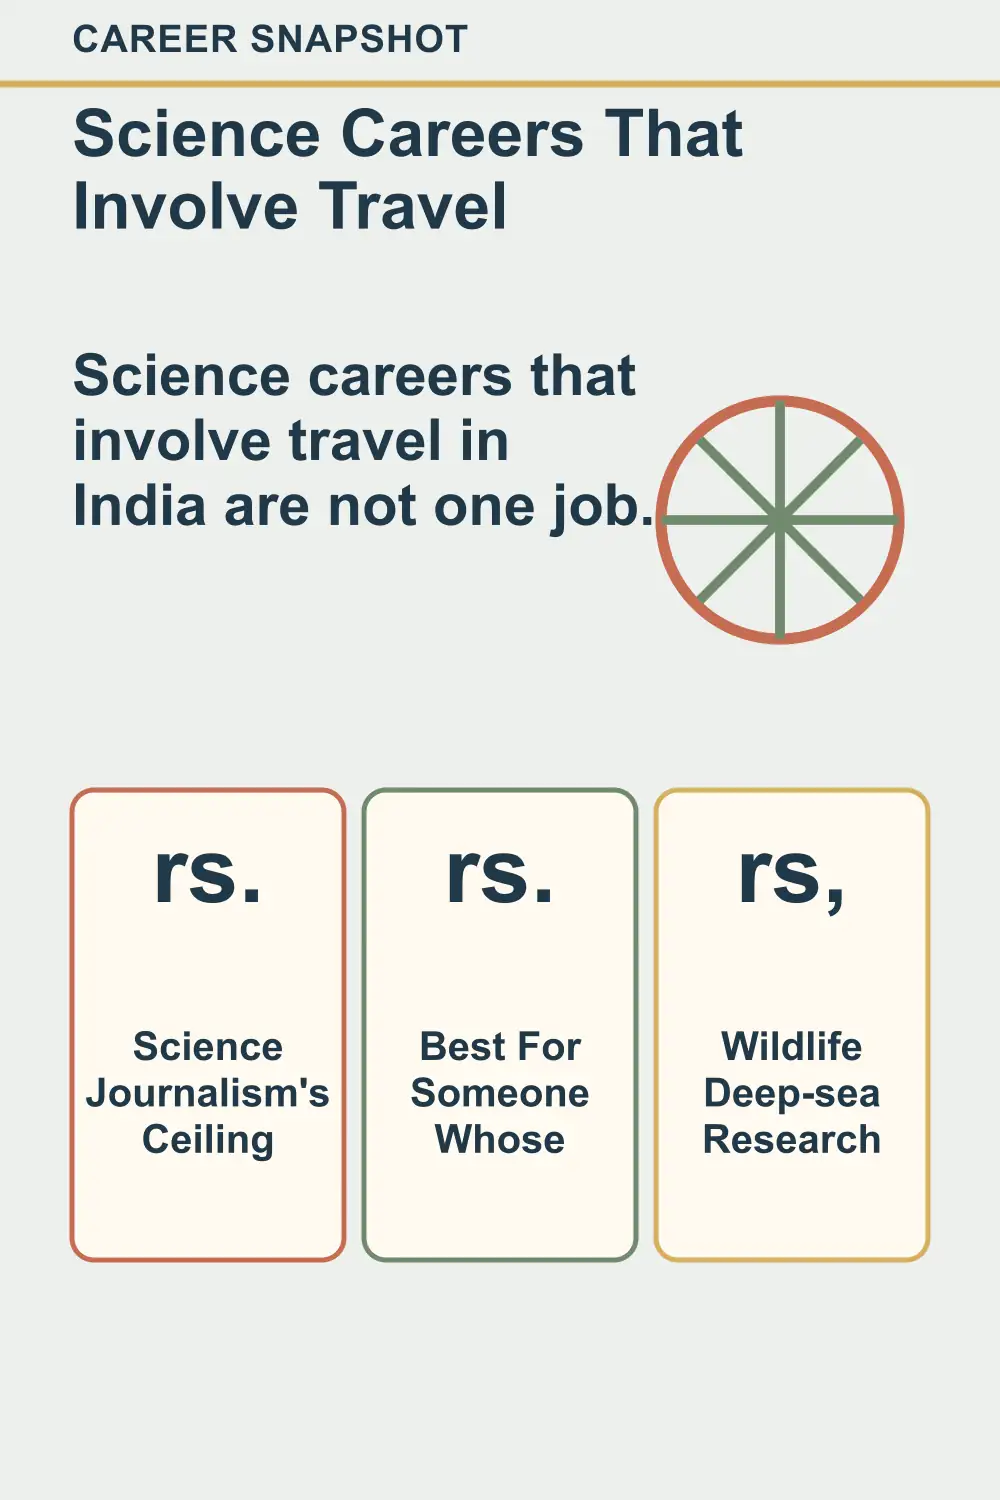 CAREER SNAPSHOT
Science Careers That
Involve Travel
Science careers that
involve travel in
India are not one job.
rs.
Science
Journalism's
Ceiling
rs.
Best For
Someone
Whose
rs,
Wildlife
Deep-sea
Research